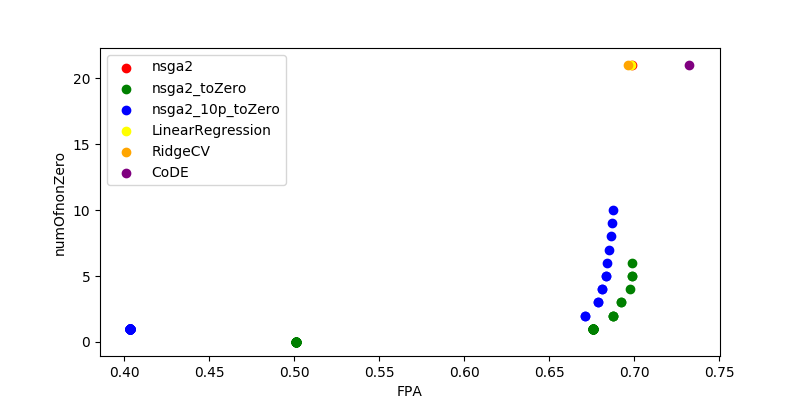 nsga2
nsga2_toZero
nsga2_10p_toZero
LinearRegression
RidgeCV
CoDE
20
15
10
5
0
numOfnonZero
0.40 0.45 0.50 0.55 0.60 0.65 0.70 0.75
FPA